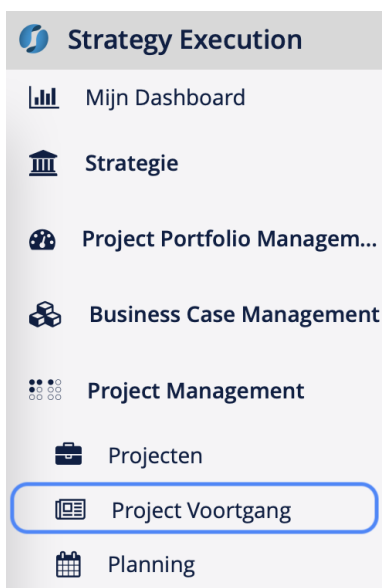 Strategy Execution
Mijn Dashboard
Strategie
Project Portfolio Managem...
Business Case Management
Project Management
Projecten
Project Voortgang
Planning